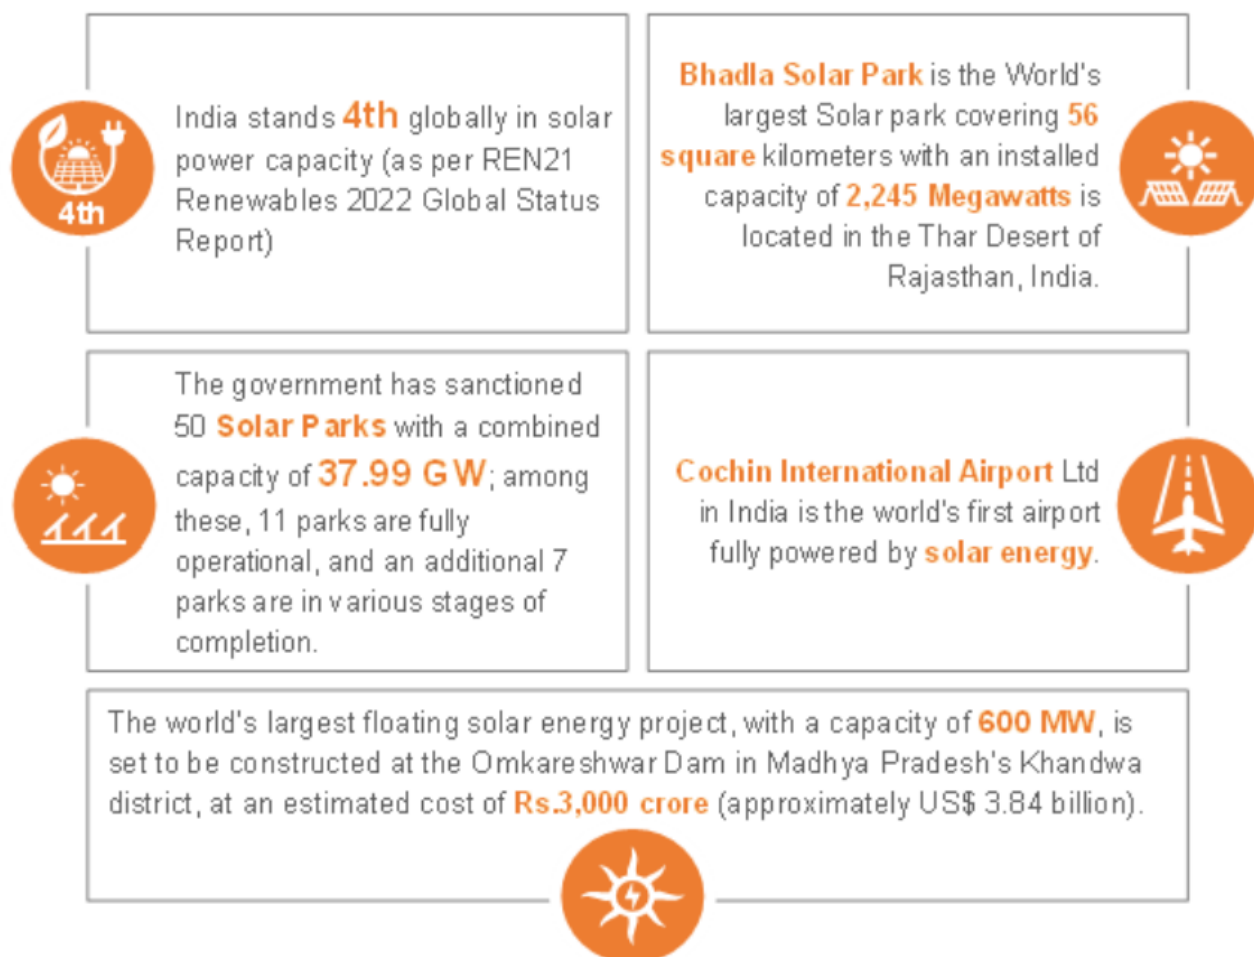 India stands 4th globally in solar
power capacity (as per REN21
Renewables 2022 Global Status
Report)
4th
Bhadla Solar Park is the World's
largest Solar park covering 56
square kilometers with an installed
capacity of 2,245 Megawatts is
located in the Thar Desert of
Rajasthan, India.
The government has sanctioned
50 Solar Parks with a combined
capacity of 37.99 GW; among
these, 11 parks are fully
operational, and an additional 7
parks are in various stages of
completion.
Cochin International Airport Ltd
in India is the world's first airport
fully powered by solar energy.
The world's largest floating solar energy project, with a capacity of 600 MW, is
set to be constructed at the Omkareshwar Dam in Madhya Pradesh's Khandwa
district, at an estimated cost of Rs.3,000 crore (approximately US$ 3.84 billion).